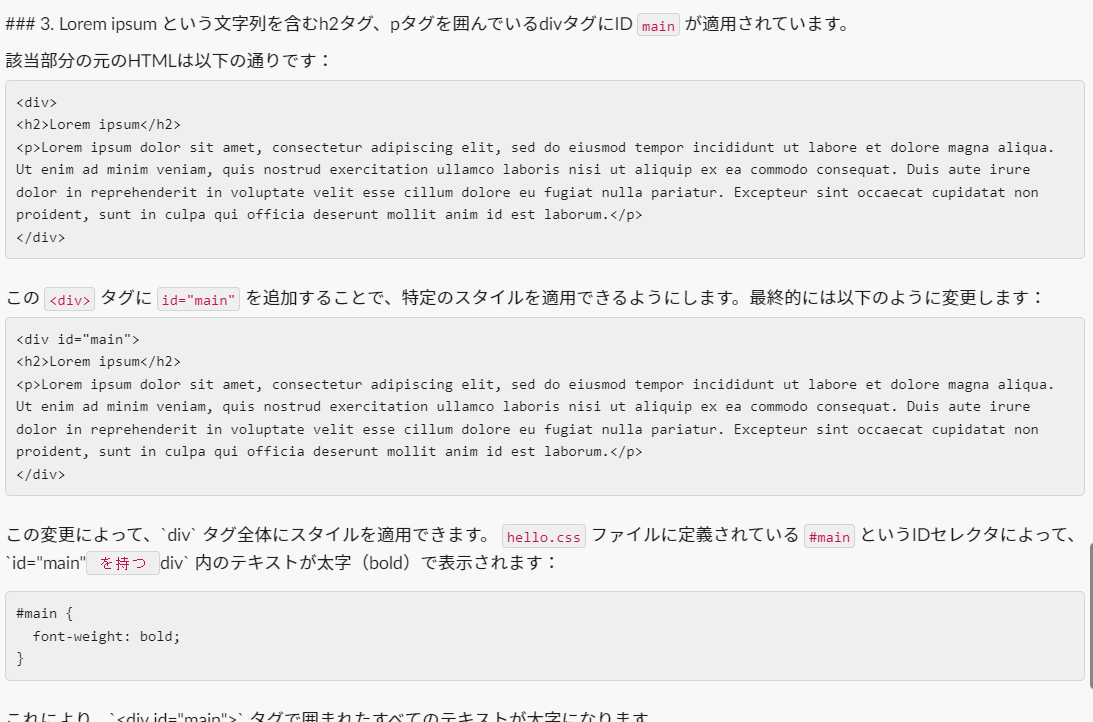 ### 3. Lorem ipsum という文字列を含むh2タグ、pタグを囲んでいるdivタグにID main が適用されています。
該当部分の元のHTMLは以下の通りです：
<div>
<h2>Lorem ipsum</h2>
<p>Lorem ipsum dolor sit amet, consectetur adipiscing elit, sed do eiusmod tempor incididunt ut labore et dolore magna aliqua.
Ut enim ad minim veniam, quis nostrud exercitation ullamco laboris nisi ut aliquip ex ea commodo consequat. Duis aute irure
dolor in reprehenderit in voluptate velit esse cillum dolore eu fugiat nulla pariatur. Excepteur sint occaecat cupidatat non
proident, sunt in culpa qui officia deserunt mollit anim id est laborum.</p>
</div>
この <div> タグに id="main" を追加することで、特定のスタイルを適用できるようにします。最終的には以下のように変更します：
<div id="main">
<h2>Lorem ipsum</h2>
<p>Lorem ipsum dolor sit amet, consectetur adipiscing elit, sed do eiusmod tempor incididunt ut labore et dolore magna aliqua.
Ut enim ad minim veniam, quis nostrud exercitation ullamco laboris nisi ut aliquip ex ea commodo consequat. Duis aute irure
dolor in reprehenderit in voluptate velit esse cillum dolore eu fugiat nulla pariatur. Excepteur sint occaecat cupidatat non
proident, sunt in culpa qui officia deserunt mollit anim id est laborum.</p>
</div>
この変更によって、`div` タグ全体にスタイルを適用できます。 hello.css ファイルに定義されている #main というIDセレクタによって、
`id="main" を持つ div` 内のテキストが太字（bold）で表示されます：
#main {
  font-weight: bold;
}
これにより、`<div id="main">` タグで囲まれたすべてのテキストが太字になります